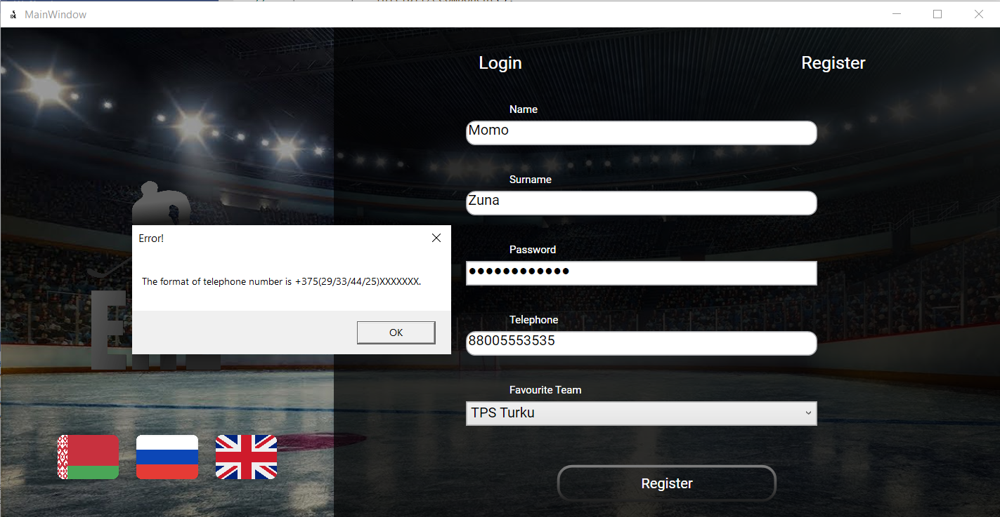 MainWindow
Login
Register
Name
Momo
Surname
Zuna
Error!
The format of telephone number is +375(29/33/44/25)XXXXXXX.
OK
Password
●●●●●●●●●●●●
Telephone
88005553535
Favourite Team
TPS Turku
Register